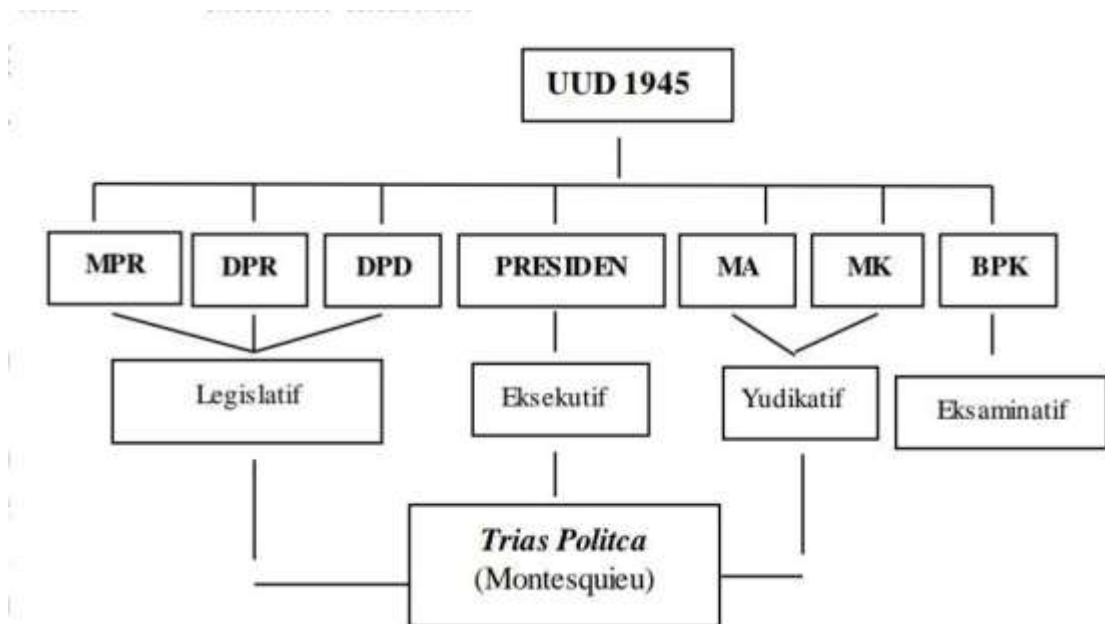 UUD 1945
MPR
DPR
DPD
PRESIDEN
MA
MK
BPK
Legislatif
Eksekutif
Yudikatif
Eksaminatif
Trias Politca
(Montesquieu)